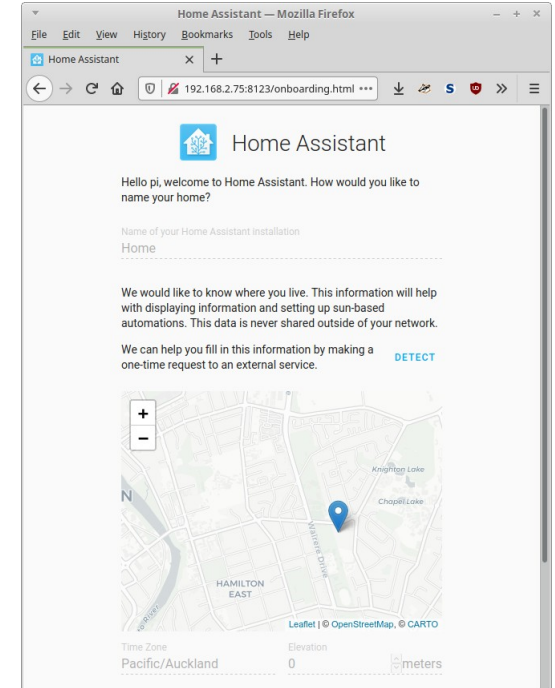 Home Assistant — Mozilla Firefox
File Edit View History Bookmarks Tools Help
Home Assistant
192.168.2.75:8123/onboarding.html
Home Assistant
Hello pi, welcome to Home Assistant. How would you like to
name your home?
Name of your Home Assistant installation
Home
We would like to know where you live. This information will help
with displaying information and setting up sun-based
automations. This data is never shared outside of your network.
We can help you fill in this information by making a
one-time request to an external service.
DETECT
+
−
Knighton Lake
Chapel Lake
N
Wairere Drive
HAMILTON
EAST
Leaflet | © OpenStreetMap, © CARTO
Time Zone Elevation
Pacific/Auckland 0 meters